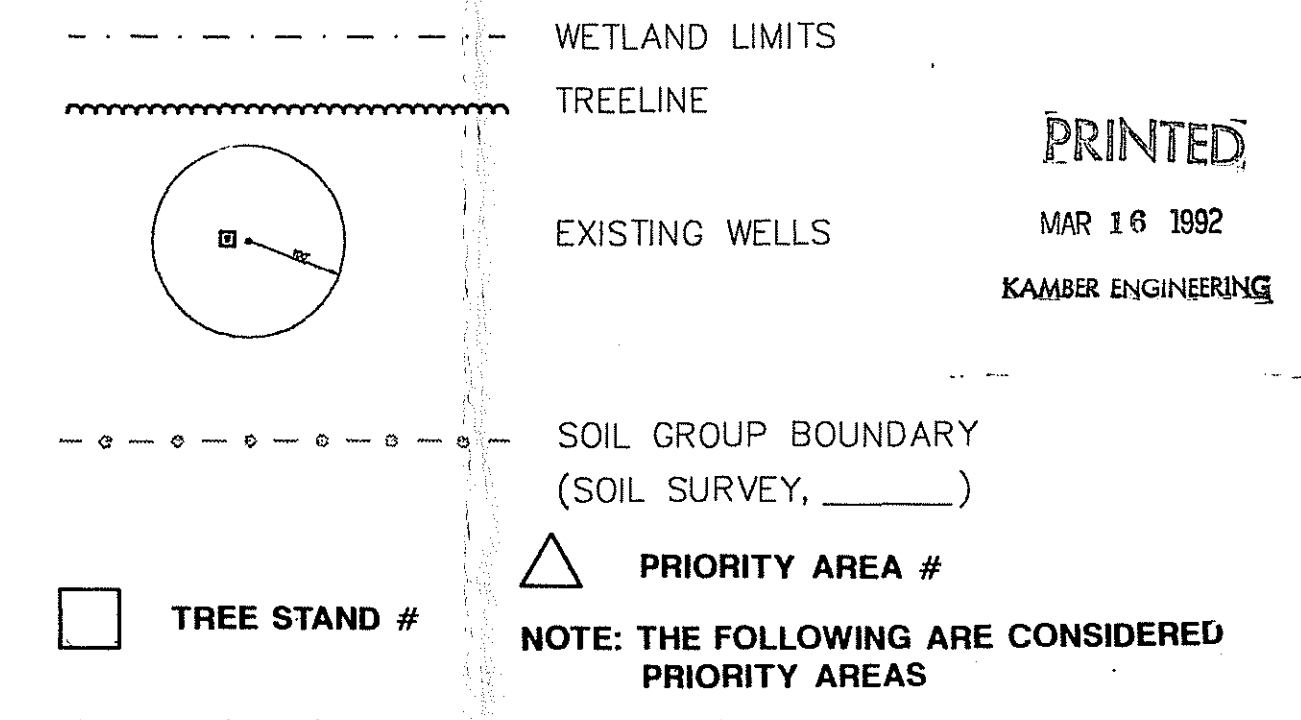 WETLAND LIMITS
TREELINE
PRINTED
MAR 16 1992
KAMBER ENGINEERING
EXISTING WELLS
SOIL GROUP BOUNDARY
(SOIL SURVEY, _______)
PRIORITY AREA #
TREE STAND #
NOTE: THE FOLLOWING ARE CONSIDERED
PRIORITY AREAS